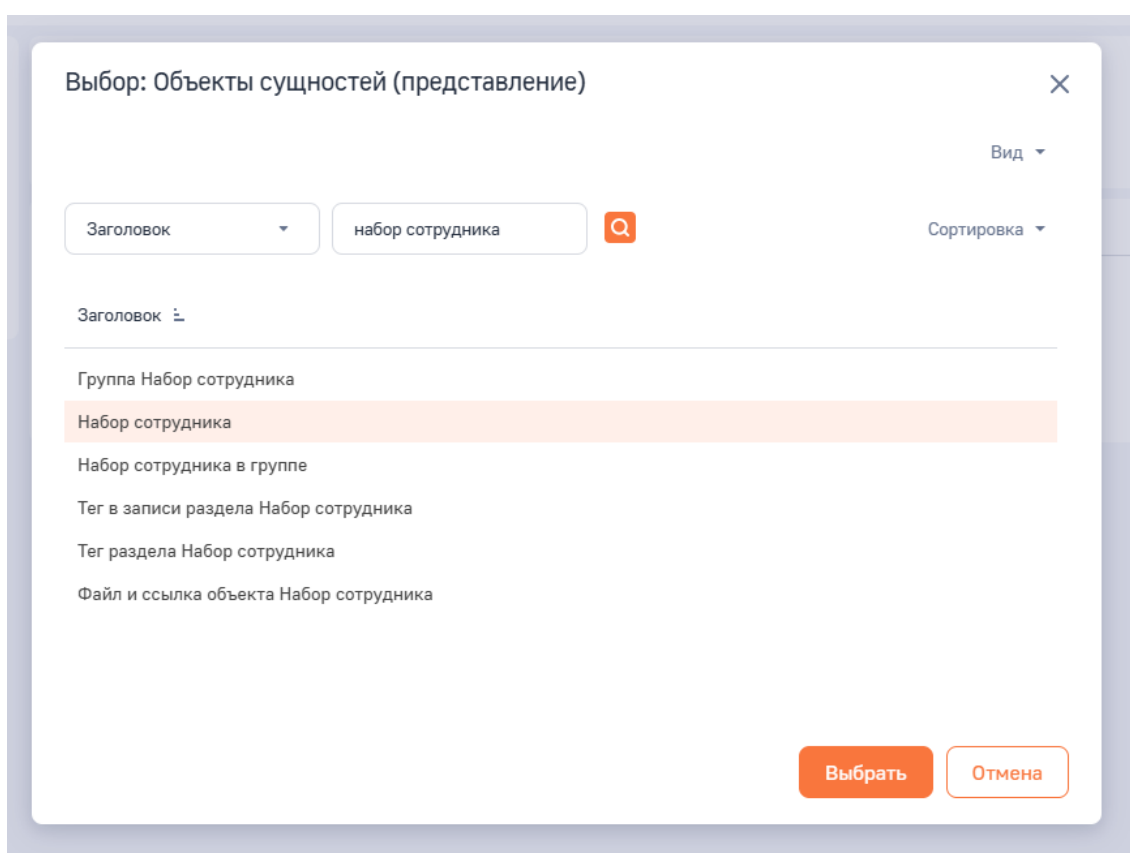 Выбор: Объекты сущностей (представление)
Вид
Заголовок набор сотрудника Сортировка
Заголовок
Группа Набор сотрудника
Набор сотрудника
Набор сотрудника в группе
Тег в записи раздела Набор сотрудника
Тег раздела Набор сотрудника
Файл и ссылка объекта Набор сотрудника
Выбрать Отмена